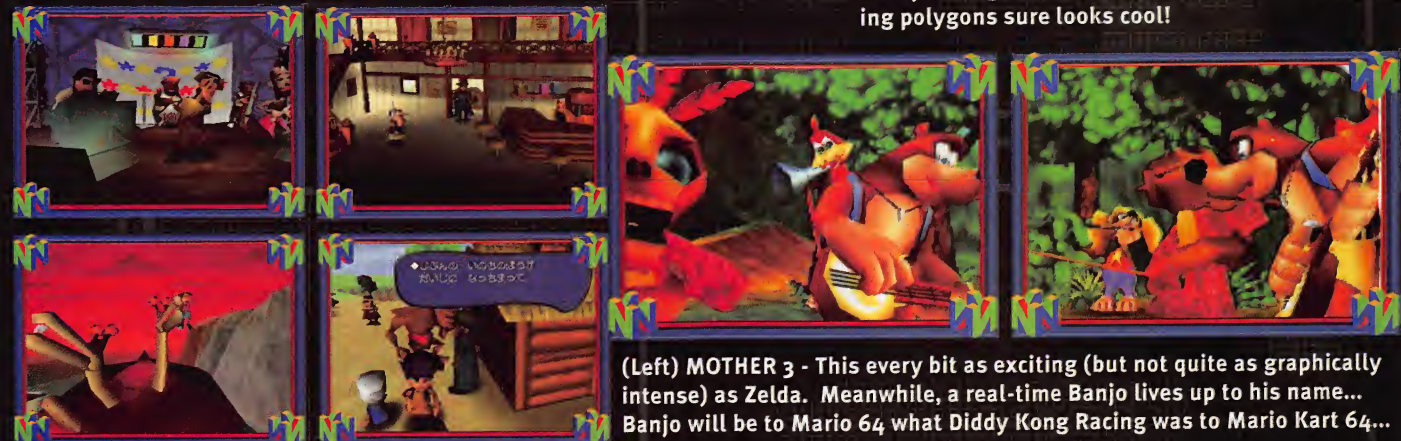 ing polygons sure looks cool!
(Left) MOTHER 3 - This every bit as exciting (but not quite as graphically
intense) as Zelda.  Meanwhile, a real-time Banjo lives up to his name...
Banjo will be to Mario 64 what Diddy Kong Racing was to Mario Kart 64...